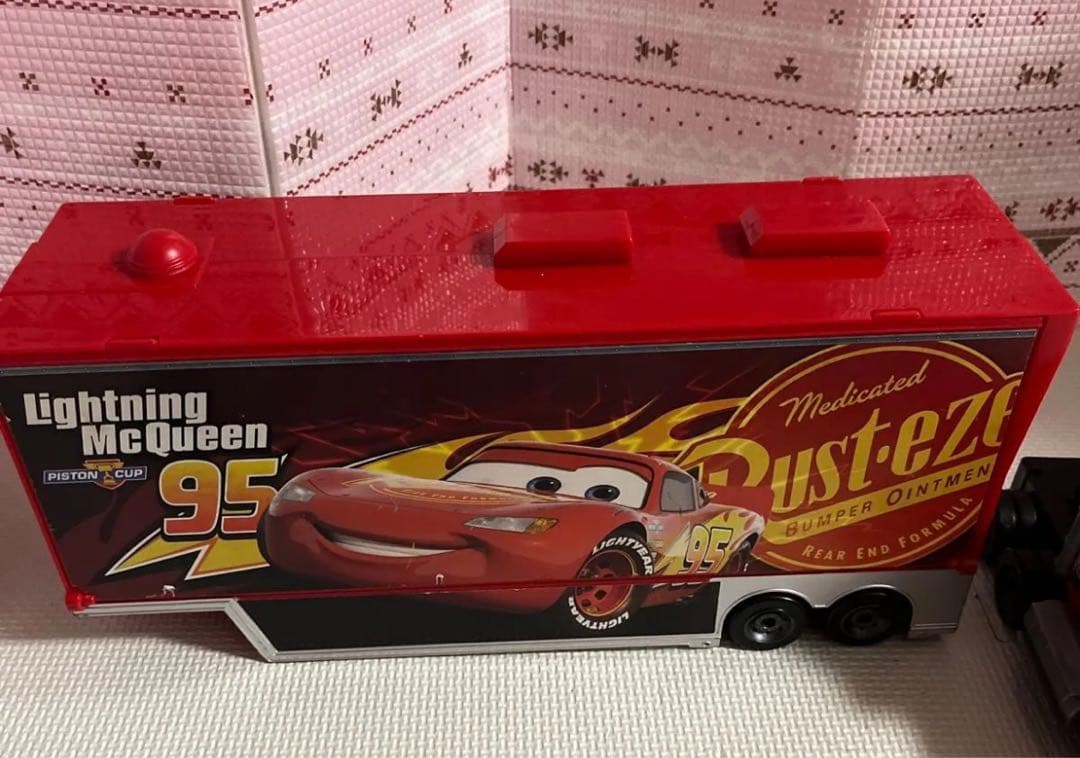 Lightning
McQueen
PISTON CUP
95
Medicated
Rust-eze
BUMPER OINTMEN
REAR END FORMULA
LIGHTYEAR
LIGHTYEAR
95